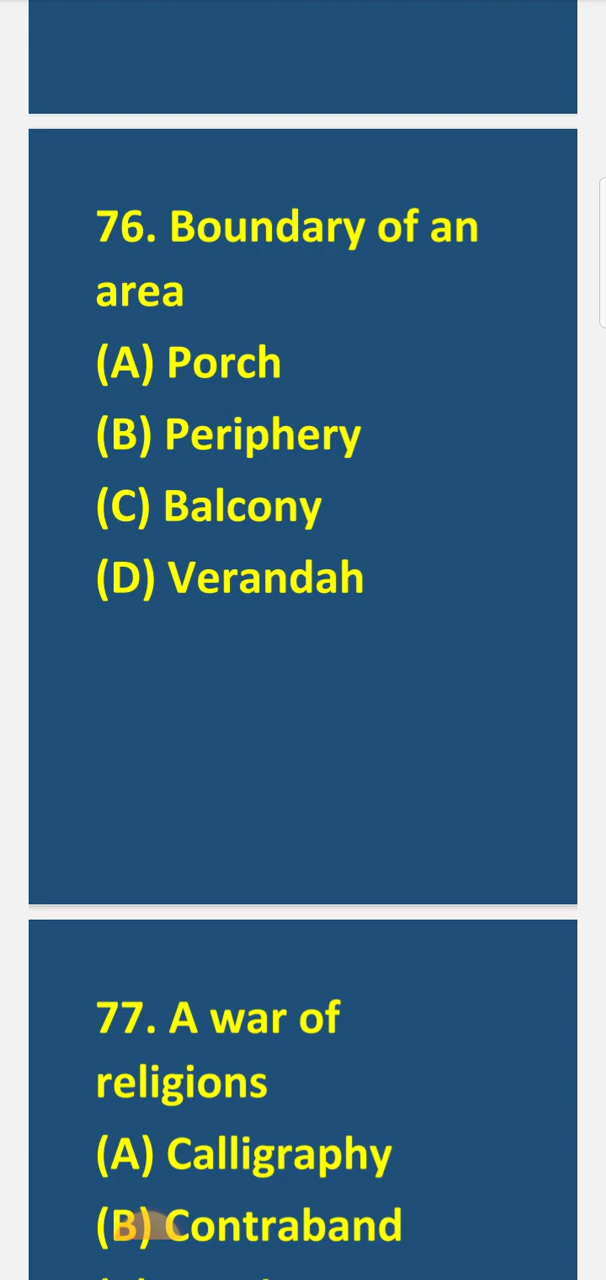 76. Boundary of an
area
(A) Porch
(B) Periphery
(C) Balcony
(D) Verandah
77. A war of
religions
(A) Calligraphy
(B) Contraband